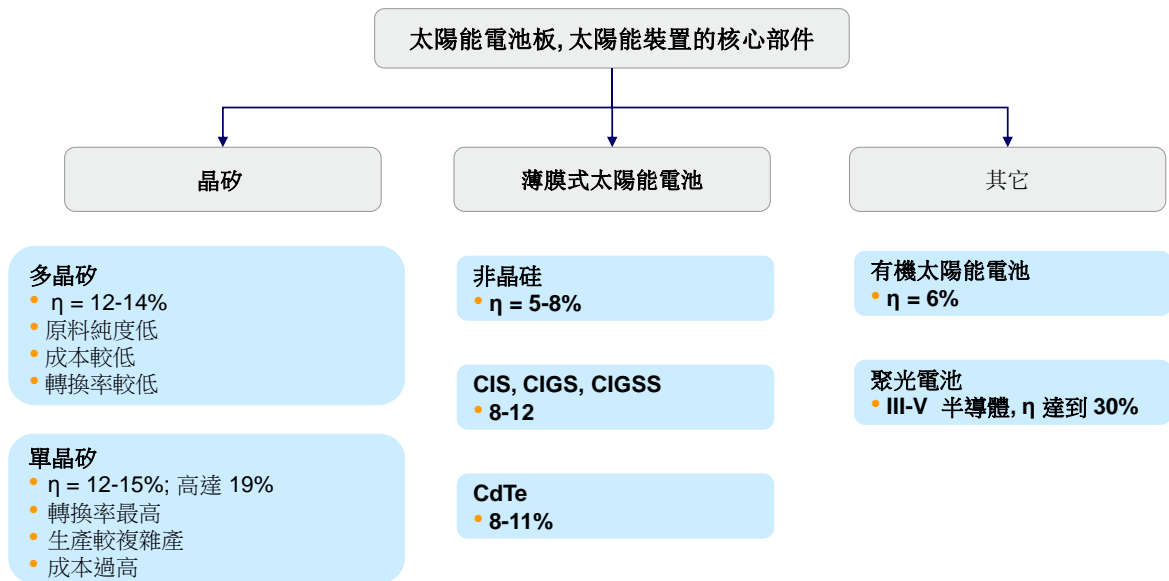 太陽能電池板, 太陽能裝置的核心部件
晶矽
多晶矽
• η = 12-14%
• 原料純度低
• 成本較低
• 轉換率較低
單晶矽
• η = 12-15%; 高達 19%
• 轉換率最高
• 生產較複雜產
• 成本過高
薄膜式太陽能電池
非晶硅
• η = 5-8%
CIS, CIGS, CIGSS
• 8-12
CdTe
• 8-11%
其它
有機太陽能電池
• η = 6%
聚光電池
• III-V 半導體, η 達到 30%